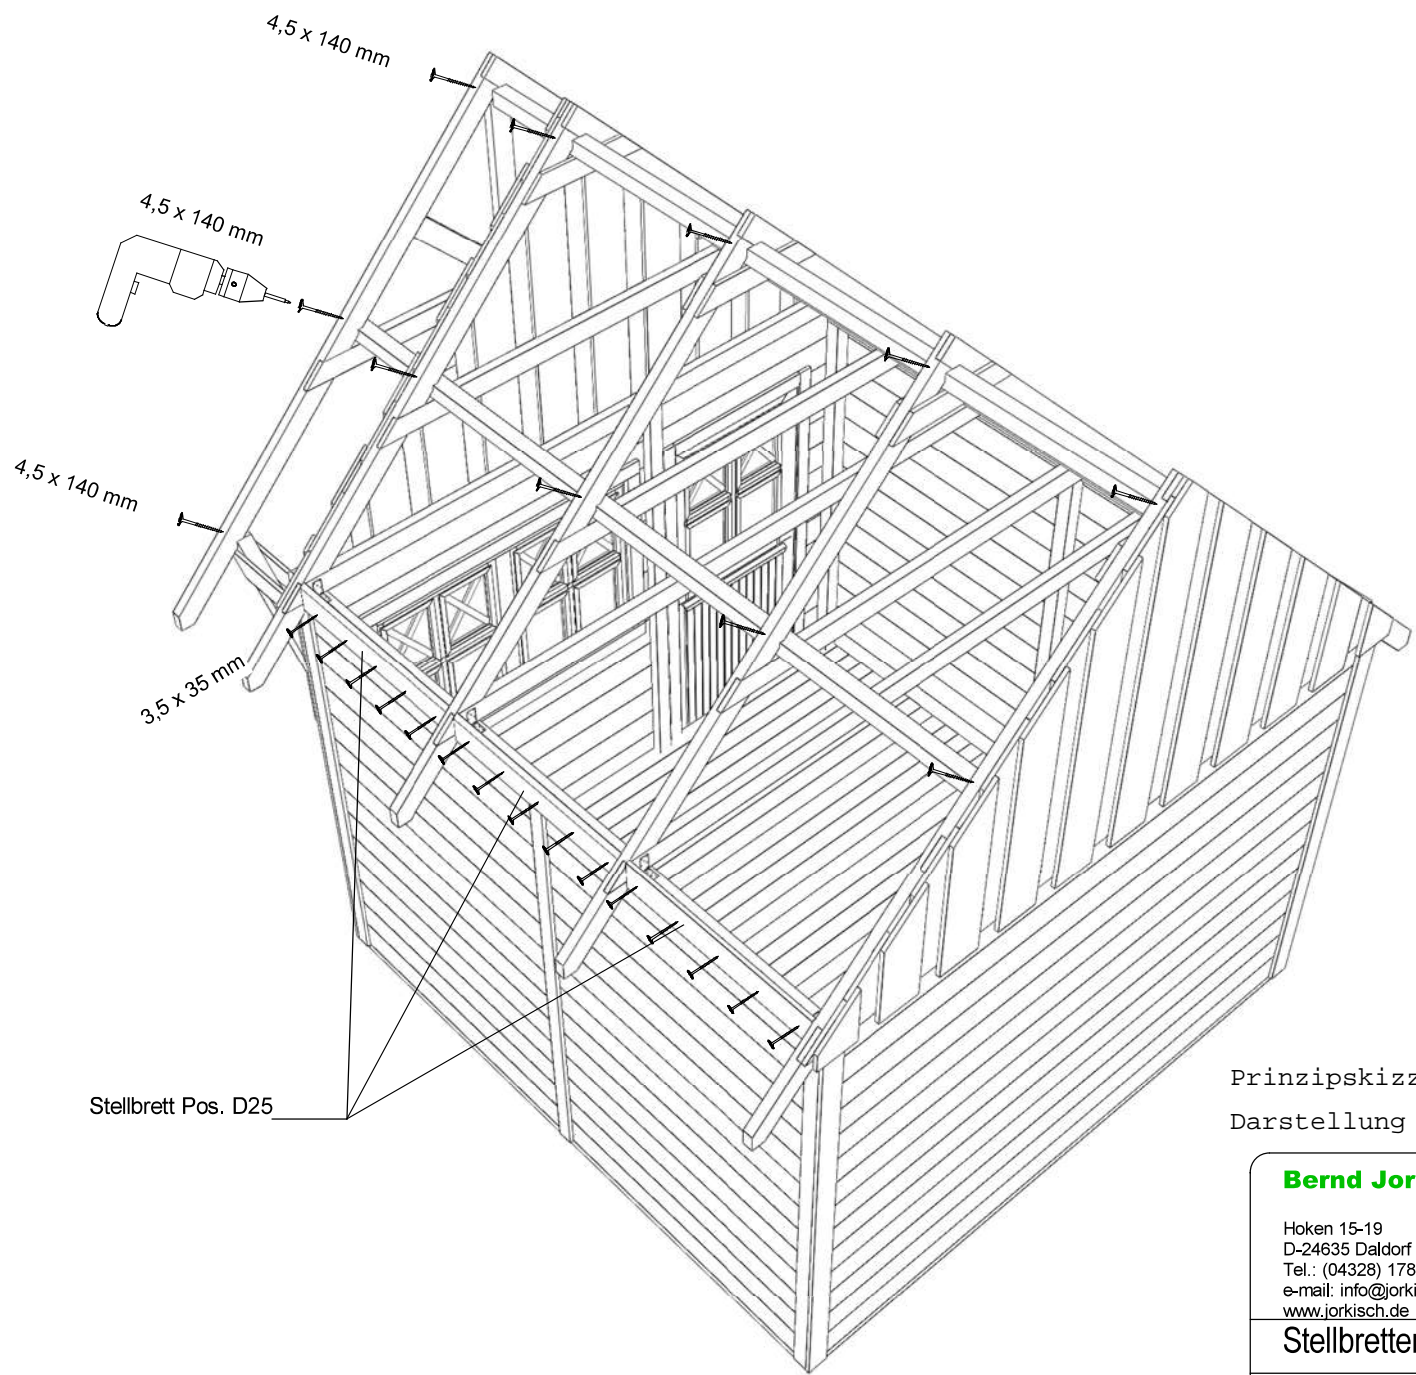 4,5 x 140 mm
4,5 x 140 mm
4,5 x 140 mm
3,5 x 35 mm
Stellbrett Pos. D25
Prinzipskizz
Darstellung
Bernd Jor
Hoken 15-19
D-24635 Daldorf
Tel.: (04328) 178
e-mail: info@jorki
www.jorkisch.de
Stellbretter